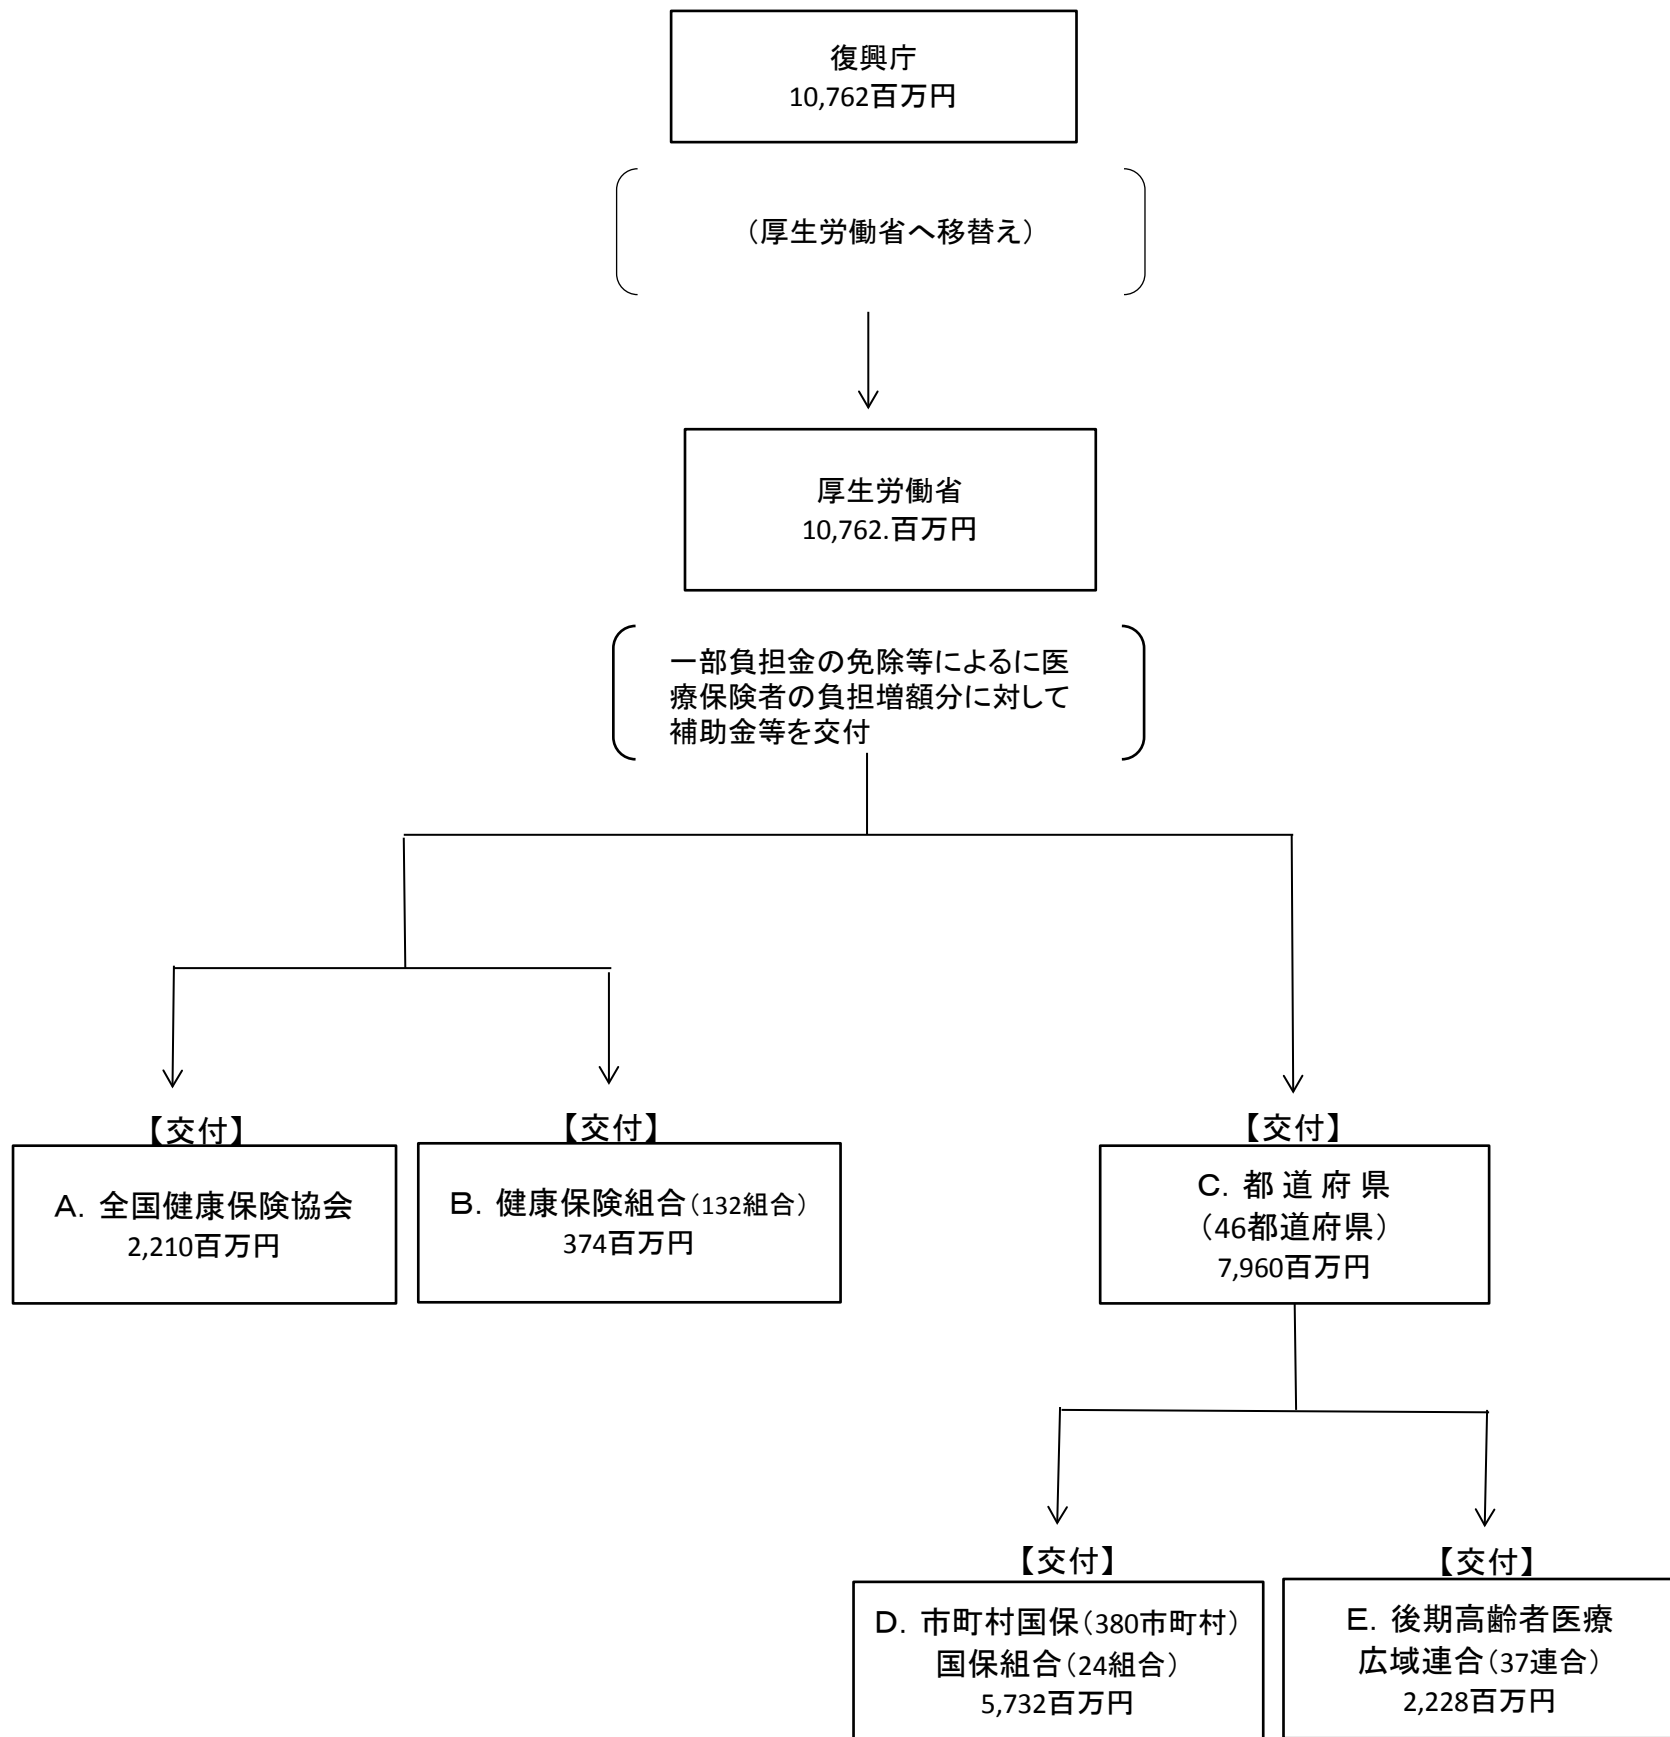 復興庁
10,762百万円
（厚生労働省へ移替え）
厚生労働省
10,762.百万円
一部負担金の免除等によるに医
療保険者の負担増額分に対して
補助金等を交付
【交付】
A．全国健康保険協会
2,210百万円
【交付】
B．健康保険組合（132組合）
374百万円
【交付】
C．都 道 府 県
（46都道府県）
7,960百万円
【交付】
D．市町村国保（380市町村）
国保組合（24組合）
5,732百万円
【交付】
E．後期高齢者医療
広域連合（37連合）
2,228百万円